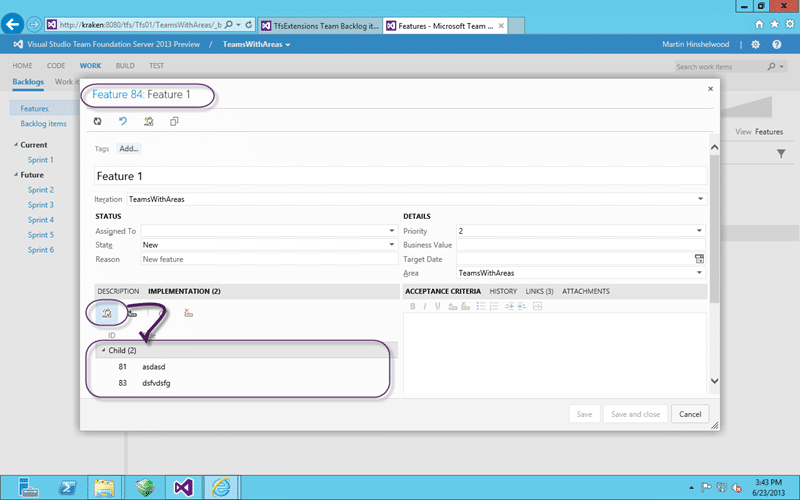 http://kraken:8080/tfs/Tfs01/TeamsWithAreas/_b
TfsExtensions Team Backlog it...
Features - Microsoft Team ...
Visual Studio Team Foundation Server 2013 Preview / TeamsWithAreas
Martin Hinshelwood
HOME CODE WORK BUILD TEST
Search work items
Backlogs Work it
Features
Backlog items
Current
Sprint 1
Future
Sprint 2
Sprint 3
Sprint 4
Sprint 5
Sprint 6
View Features
Feature 84: Feature 1
Tags Add...
Feature 1
Iteration TeamsWithAreas
STATUS
Assigned To
State New
Reason New feature
DETAILS
Priority 2
Business Value
Target Date
Area TeamsWithAreas
DESCRIPTION IMPLEMENTATION (2)
ID
Child (2)
81 asdasd
83 dsfvdsfg
ACCEPTANCE CRITERIA HISTORY LINKS (3) ATTACHMENTS
B I U
Save Save and close Cancel
3:43 PM
6/23/2013